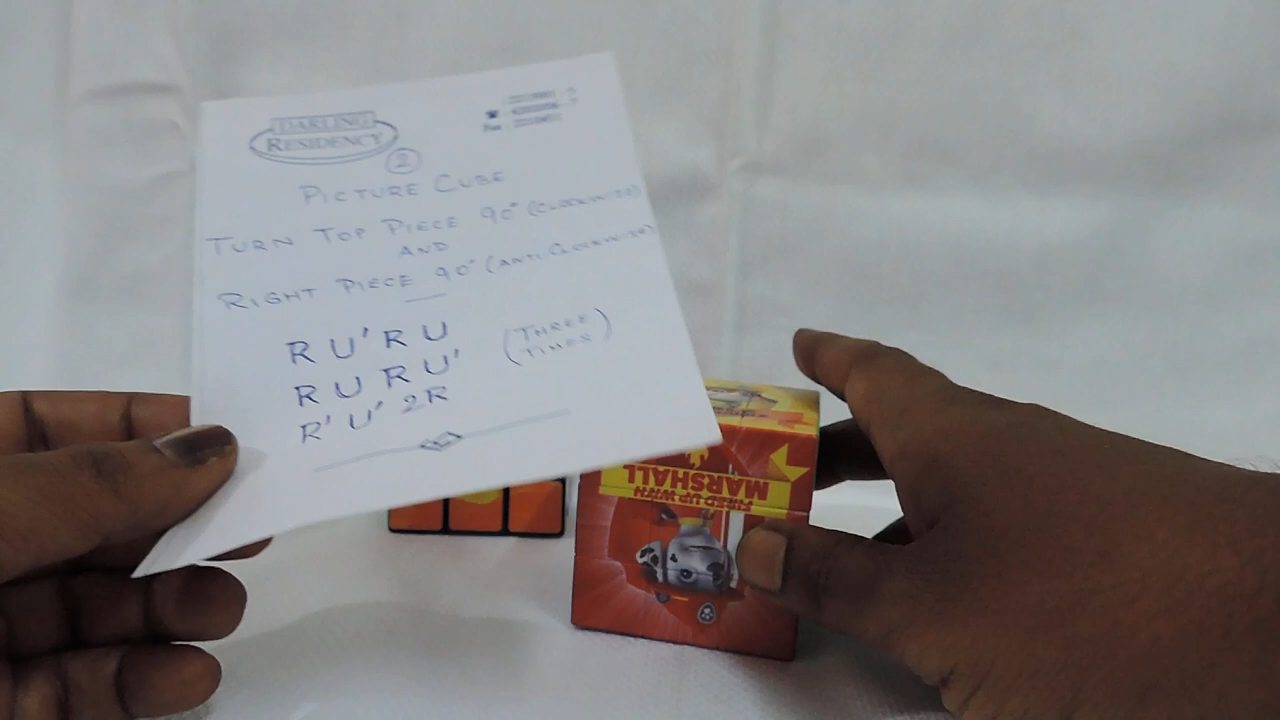 DARLING
RESIDENCY
2
PICTURE CUBE
TURN TOP PIECE 90° (CLOCKWISE)
AND
RIGHT PIECE 90° (ANTI-CLOCKWISE)
R U' R U
R U R U'
R' U' 2R
(THREE
TIMES)
FIRED UP WITH
MARSHALL